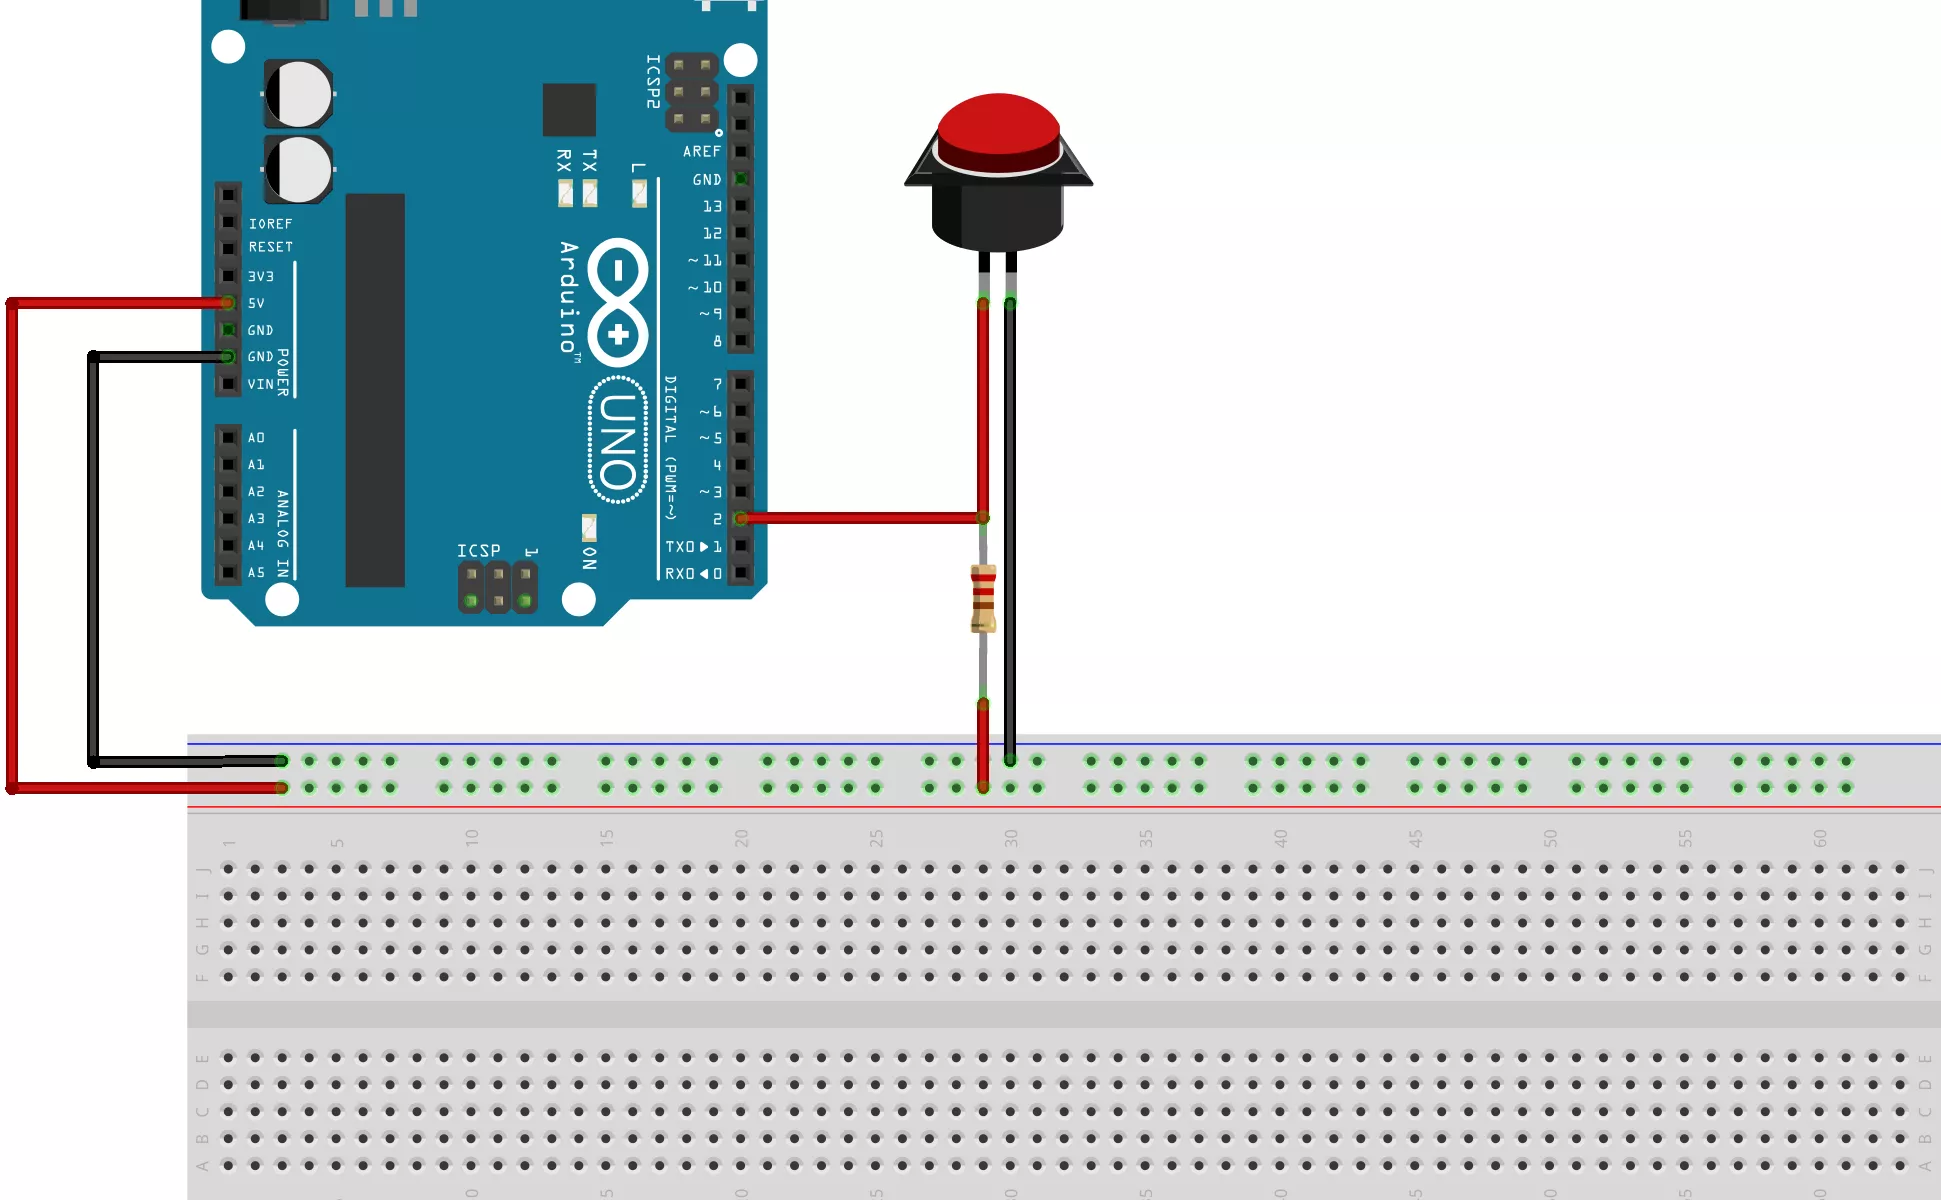 ICSP2
AREF
GND
13
12
~11
~10
~9
8
7
~6
~5
4
~3
2
TX0▶1
RX0◀0
DIGITAL (PWM=~)
RX
TX
L
Arduino™
UNO
ON
ICSP
1
IOREF
RESET
3V3
5V
GND
GND
VIN
POWER
A0
A1
A2
A3
A4
A5
ANALOG IN
1 5 10 15 20 25 30 35 40 45 50 55 60
J J
I I
H H
G G
F F
E E
D D
C C
B B
A A